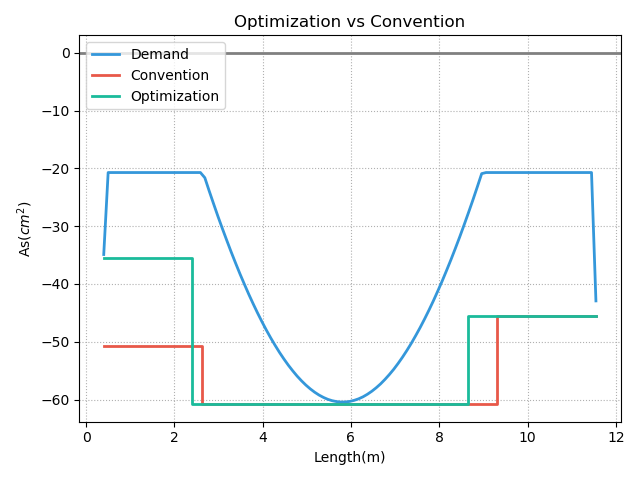 Optimization vs Convention
Demand
Convention
Optimization
0
−10
−20
−30
−40
−50
−60
As(cm²)
0 2 4 6 8 10 12
Length(m)